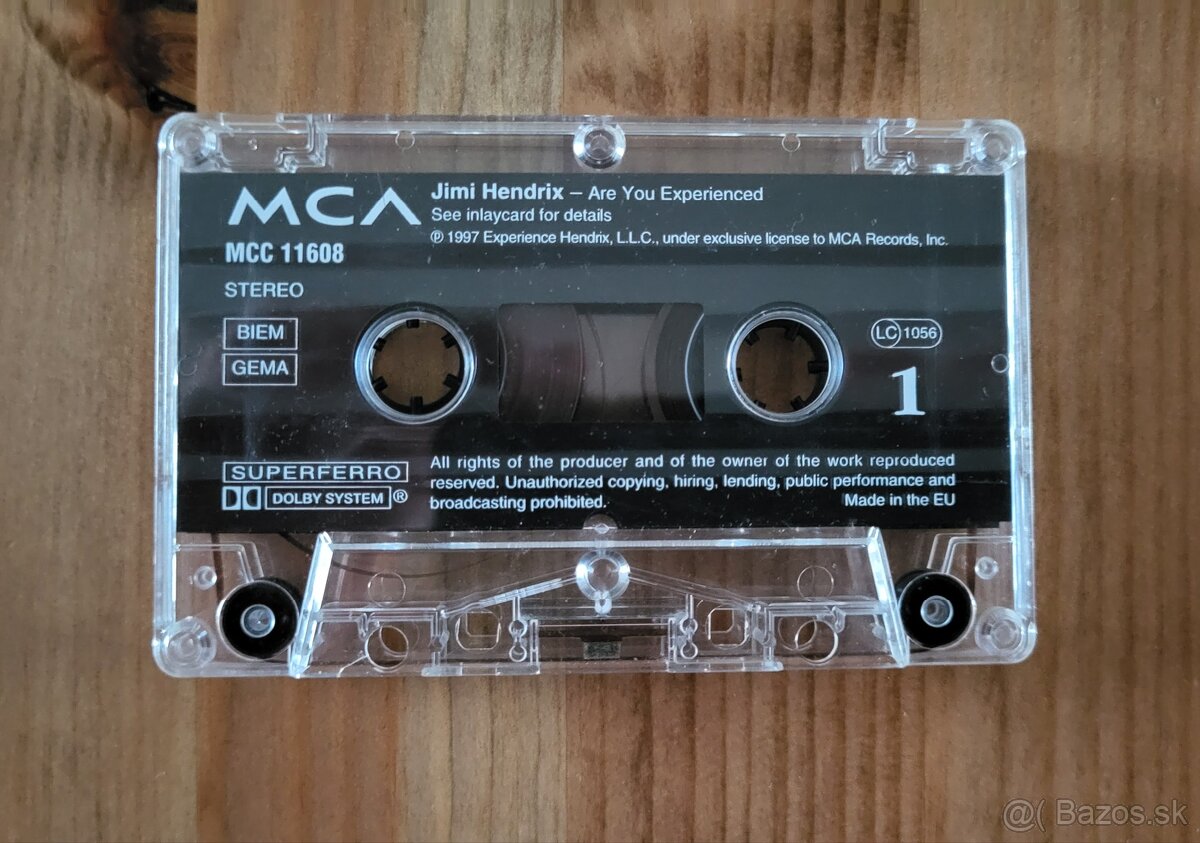 MCA
Jimi Hendrix – Are You Experienced
See inlaycard for details
℗ 1997 Experience Hendrix, L.L.C., under exclusive license to MCA Records, Inc.
MCC 11608
STEREO
BIEM
GEMA
LC 1056
1
SUPERFERRO
DOLBY SYSTEM ®
All rights of the producer and of the owner of the work reproduced
reserved. Unauthorized copying, hiring, lending, public performance and
broadcasting prohibited.
Made in the EU
@( Bazos.sk